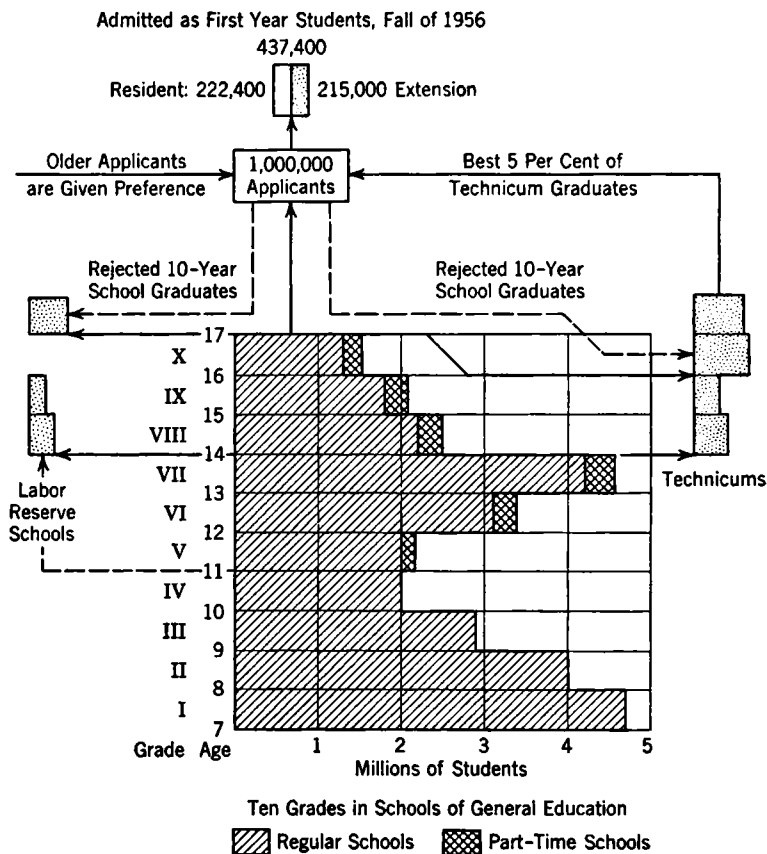 Admitted as First Year Students, Fall of 1956
437,400
Resident: 222,400
215,000 Extension
Older Applicants
are Given Preference
1,000,000
Applicants
Best 5 Per Cent of
Technicum Graduates
Rejected 10-Year
School Graduates
Rejected 10-Year
School Graduates
17
X
16
IX
15
VIII
14
VII
13
VI
12
V
11
IV
10
III
9
II
8
I
7
Labor
Reserve
Schools
Technicums
Grade Age
1 2 3 4 5
Millions of Students
Ten Grades in Schools of General Education
Regular Schools
Part-Time Schools